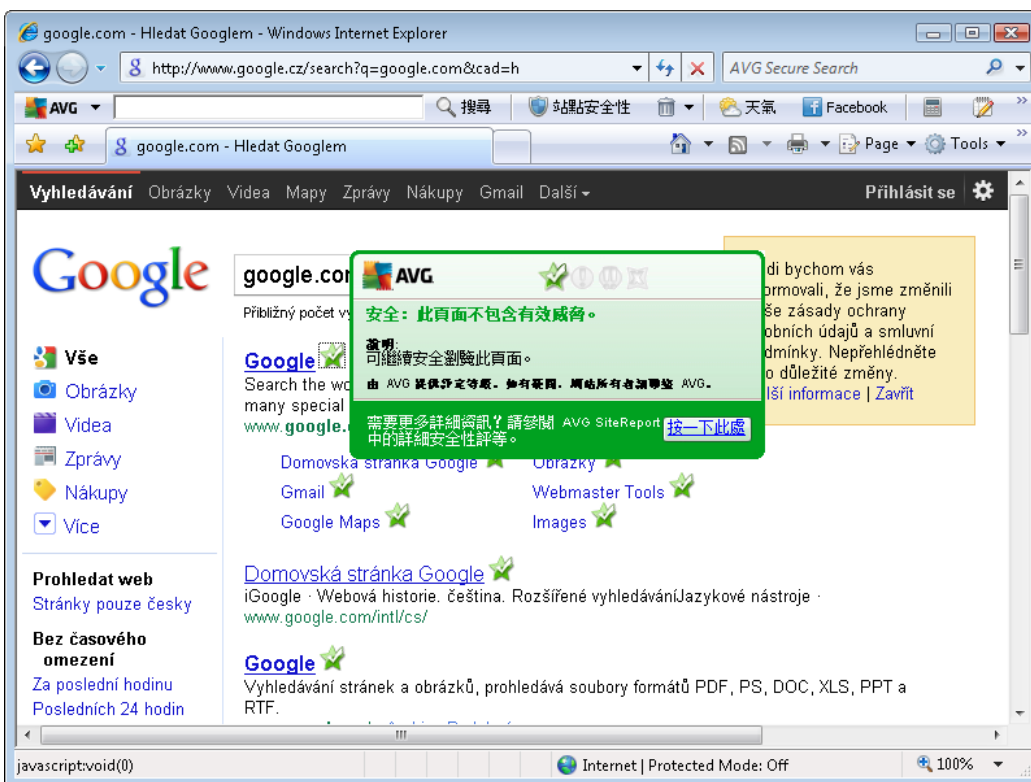 google.com - Hledat Googlem - Windows Internet Explorer
http://www.google.cz/search?q=google.com&cad=h
AVG Secure Search
AVG
搜尋
站點安全性
天氣
Facebook
google.com - Hledat Googlem
Page
Tools
Vyhledávání Obrázky Videa Mapy Zprávy Nákupy Gmail Další
Přihlásit se
Google
google.com
Přibližný počet
di bychom vás
ormovali, že jsme změnili
še zásady ochrany
obních údajů a smluvní
dmínky. Nepřehlédněte
o důležité změny.
lší informace | Zavřít
AVG
安全：此頁面不包含有效威脅。
說明:
可繼續安全瀏覽此頁面。
由 AVG 提供評定等級。如有疑問，網站所有者請聯繫 AVG。
需要更多詳細資訊？請參閱 AVG SiteReport
中的詳細安全性評等。
按一下此處
Vše
Obrázky
Videa
Zprávy
Nákupy
Více
Prohledat web
Stránky pouze česky
Bez časového
omezení
Za poslední hodinu
Posledních 24 hodin
Google
Search the
many special
www.google.
Domovská stránka Google
Obrázky
Gmail
Webmaster Tools
Google Maps
Images
Domovská stránka Google
iGoogle · Webová historie. čeština. Rozšířené vyhledáváníJazykové nástroje ·
www.google.com/intl/cs/
Google
Vyhledávání stránek a obrázků, prohledává soubory formátů PDF, PS, DOC, XLS, PPT a
RTF.
javascript:void(0)
Internet | Protected Mode: Off
100%